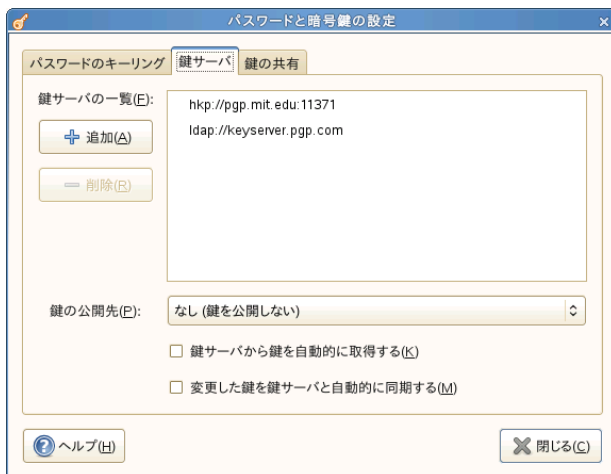 パスワードと暗号鍵の設定
パスワードのキーリング 鍵サーバ 鍵の共有
鍵サーバの一覧(E):
hkp://pgp.mit.edu:11371
ldap://keyserver.pgp.com
追加(A)
削除(R)
鍵の公開先(P): なし (鍵を公開しない)
鍵サーバから鍵を自動的に取得する(K)
変更した鍵を鍵サーバと自動的に同期する(M)
ヘルプ(H) 閉じる(C)